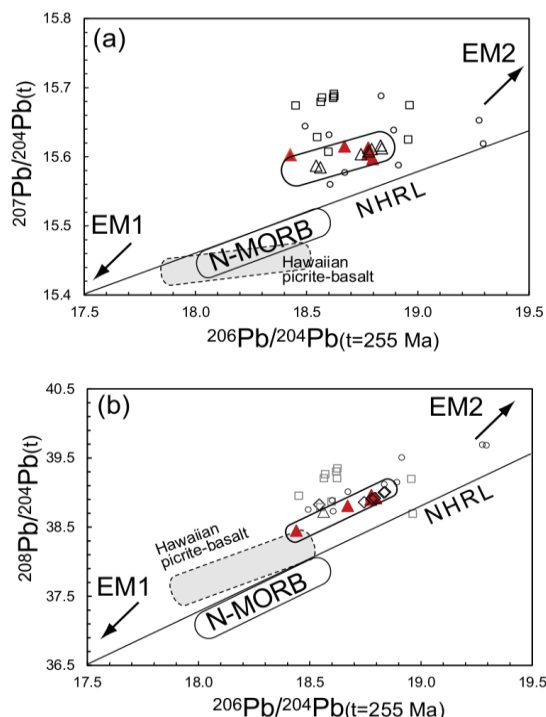 (a)
EM2
15.8
15.7
15.6
15.5
15.4
207Pb/204Pb(t)
NHRL
EM1
N-MORB
Hawaiian
picrite-basalt
17.5
18.0
18.5
19.0
19.5
206Pb/204Pb(t=255 Ma)
(b)
EM2
40.5
39.5
38.5
37.5
36.5
208Pb/204Pb(t)
Hawaiian
picrite-basalt
NHRL
EM1
N-MORB
17.5
18.0
18.5
19.0
19.5
206Pb/204Pb(t=255 Ma)